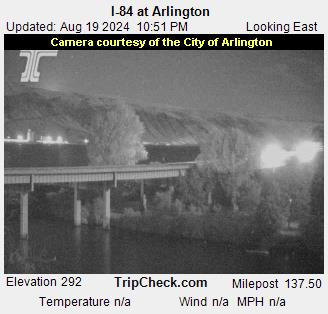 I-84 at Arlington
Updated: Aug 19 2024 10:51 PM Looking East
Camera courtesy of the City of Arlington
Elevation 292 TripCheck.com Milepost 137.50
Temperature n/a Wind n/a MPH n/a